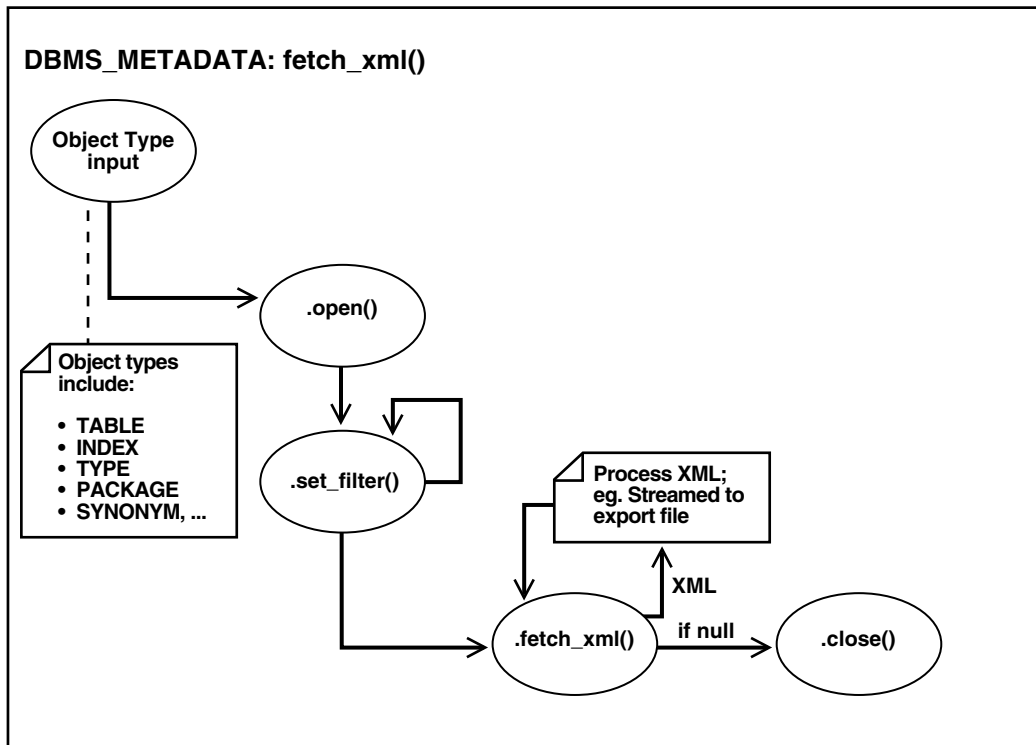 DBMS_METADATA: fetch_xml()
Object Type
input
.open()
Object types
include:
• TABLE
• INDEX
• TYPE
• PACKAGE
• SYNONYM, ...
.set_filter()
Process XML;
eg. Streamed to
export file
XML
.fetch_xml()
if null
.close()